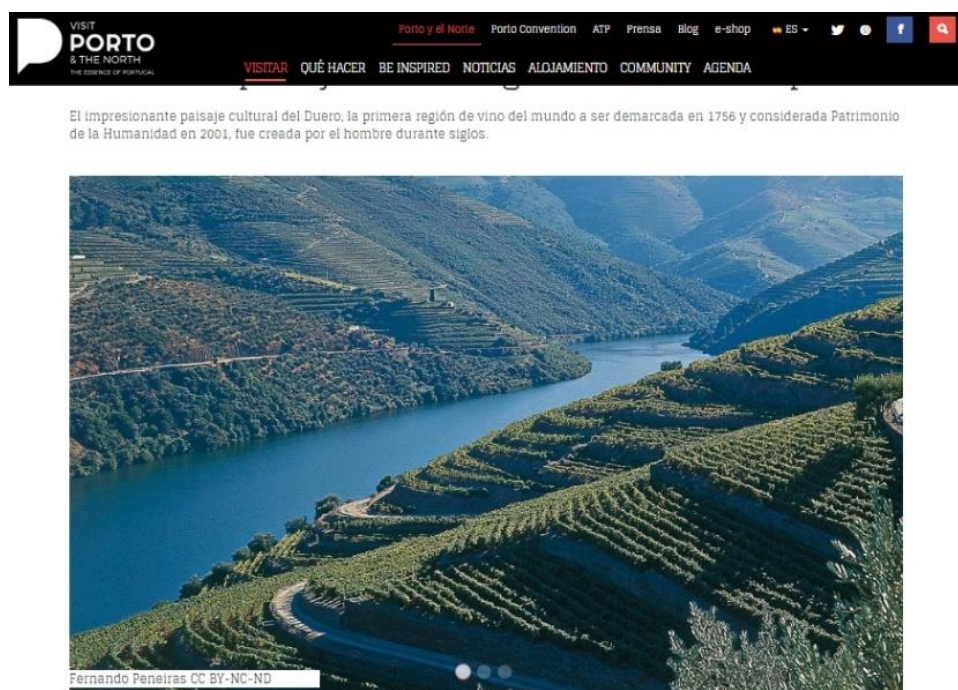 VISIT
PORTO
& THE NORTH
THE ESSENCE OF PORTUGAL
Porto y el Norte Porto Convention ATP Prensa Blog e-shop ES
VISITAR QUÉ HACER BE INSPIRED NOTICIAS ALOJAMIENTO COMMUNITY AGENDA
El impresionante paisaje cultural del Duero, la primera región de vino del mundo a ser demarcada en 1756 y considerada Patrimonio
de la Humanidad en 2001, fue creada por el hombre durante siglos.
Fernando Peneiras CC BY-NC-ND